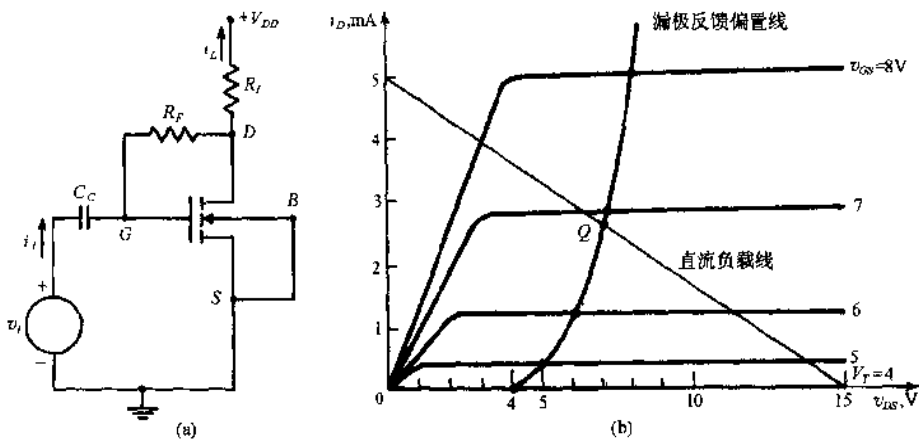 +V_DD
i_L
R_I
R_F
D
C_C
B
G
i_i
S
+
v_i
−
(a)
i_D, mA
漏极反馈偏置线
5
4
3
2
1
0
v_GS=8V
7
Q
直流负载线
6
5
V_T=4
4 5 10 15 v_DS, V
(b)